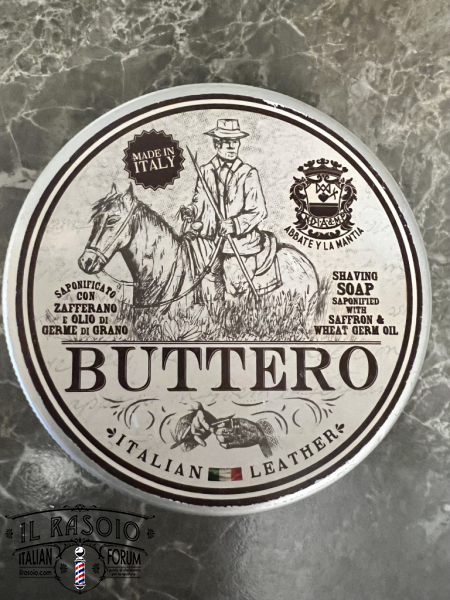 MADE IN
ITALY
ABBATE Y LA MANTIA
SAPONIFICATO
CON
ZAFFERANO
E OLIO DI
GERME DI GRANO
SHAVING
SOAP
SAPONIFIED
WITH
SAFFRON &
WHEAT GERM OIL
BUTTERO
ITALIAN LEATHER
IL RASOIO
ITALIAN FORUM
ilrasoio.com